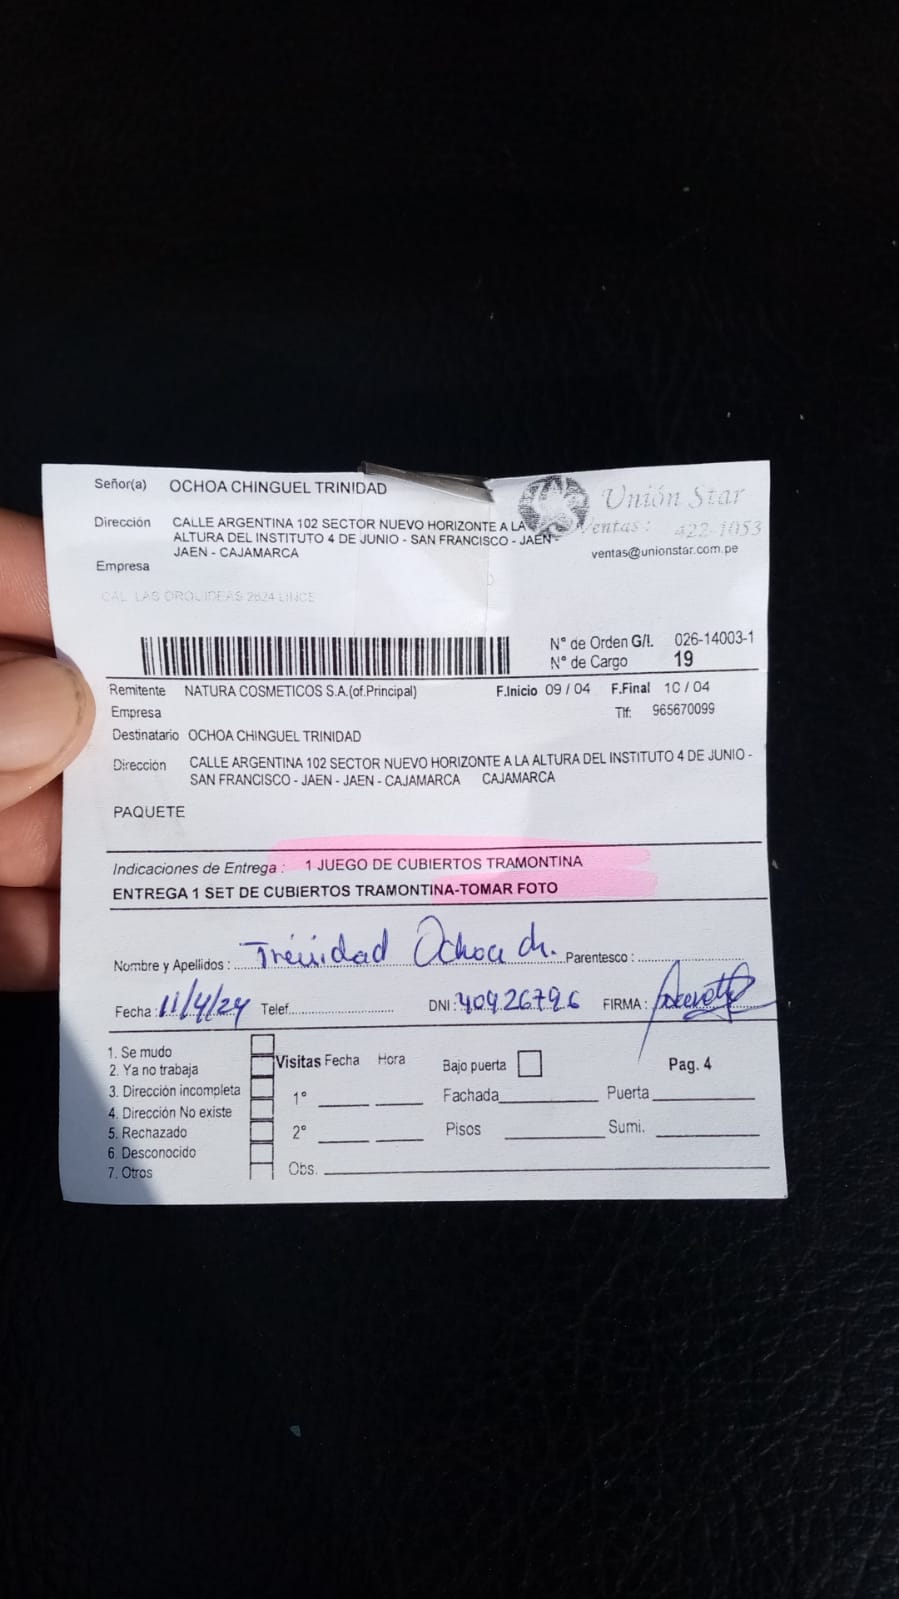 Señor(a) OCHOA CHINGUEL TRINIDAD
Unión Star
Dirección CALLE ARGENTINA 102 SECTOR NUEVO HORIZONTE A LA
Ventas: 422-1053
ALTURA DEL INSTITUTO 4 DE JUNIO - SAN FRANCISCO - JAEN -
JAEN - CAJAMARCA
ventas@unionstar.com.pe
Empresa
CAL LAS ORQUIDEAS 2624 LINCE
N° de Orden G/I. 026-14003-1
N° de Cargo 19
Remitente NATURA COSMETICOS S.A.(of.Principal) F.Inicio 09 / 04 F.Final 10 / 04
Empresa Tlf: 965670099
Destinatario OCHOA CHINGUEL TRINIDAD
Dirección CALLE ARGENTINA 102 SECTOR NUEVO HORIZONTE A LA ALTURA DEL INSTITUTO 4 DE JUNIO -
SAN FRANCISCO - JAEN - JAEN - CAJAMARCA CAJAMARCA
PAQUETE
Indicaciones de Entrega : 1 JUEGO DE CUBIERTOS TRAMONTINA
ENTREGA 1 SET DE CUBIERTOS TRAMONTINA-TOMAR FOTO
Nombre y Apellidos : Trinidad Ochoa ch. Parentesco :
Fecha : 11/4/24 Telef. DNI : 40926796 FIRMA :
1. Se mudo
2. Ya no trabaja
3. Dirección incompleta
4. Dirección No existe
5. Rechazado
6. Desconocido
7. Otros
Visitas Fecha Hora Bajo puerta Pag. 4
1° Fachada Puerta
2° Pisos Sumi.
Obs.